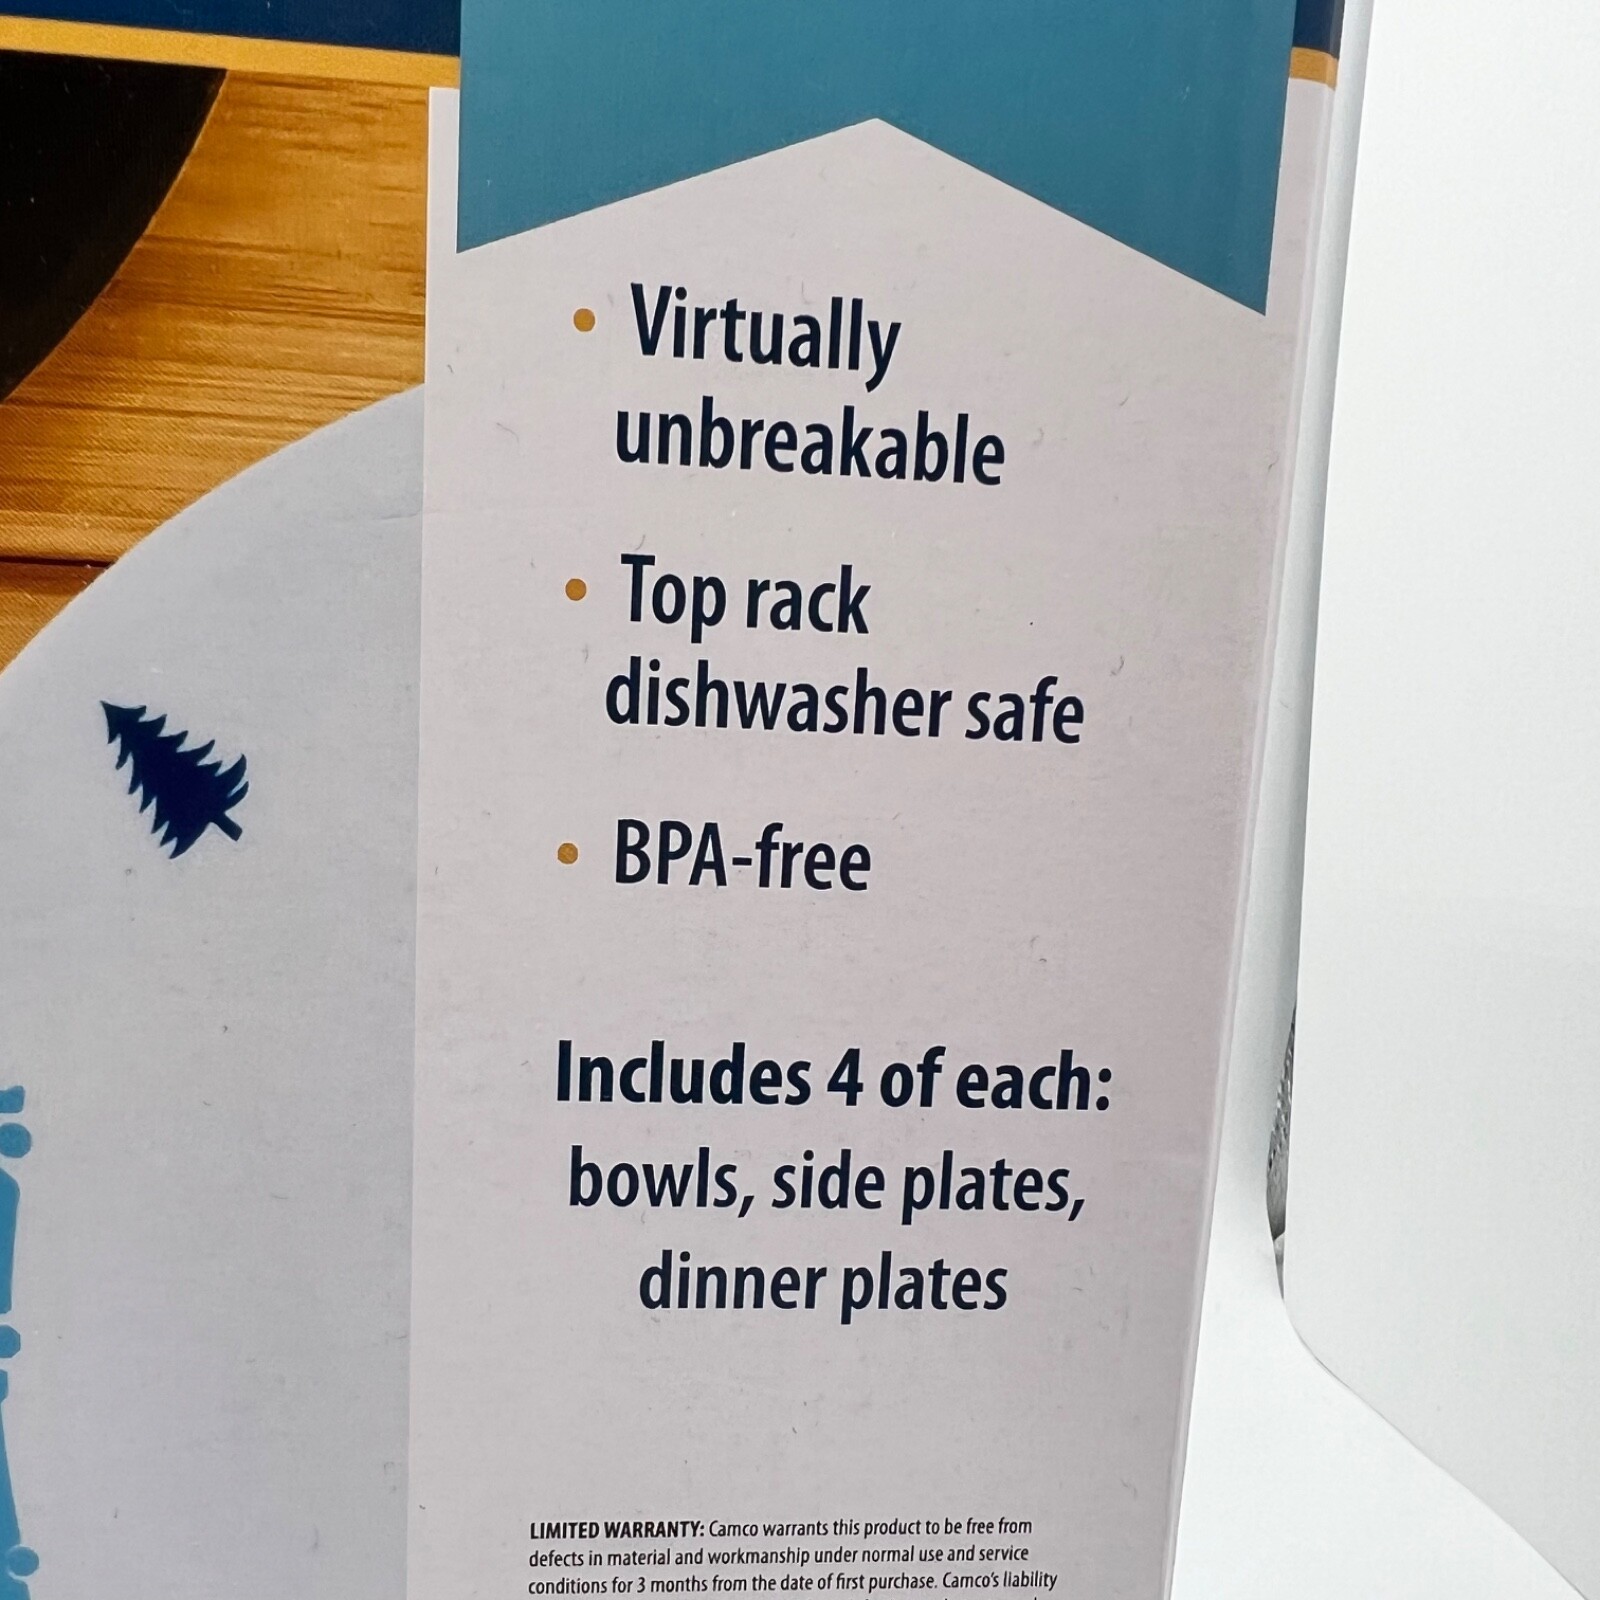 • Virtually
unbreakable
• Top rack
dishwasher safe
• BPA-free
Includes 4 of each:
bowls, side plates,
dinner plates
LIMITED WARRANTY: Camco warrants this product to be free from
defects in material and workmanship under normal use and service
conditions for 3 months from the date of first purchase. Camco's liability